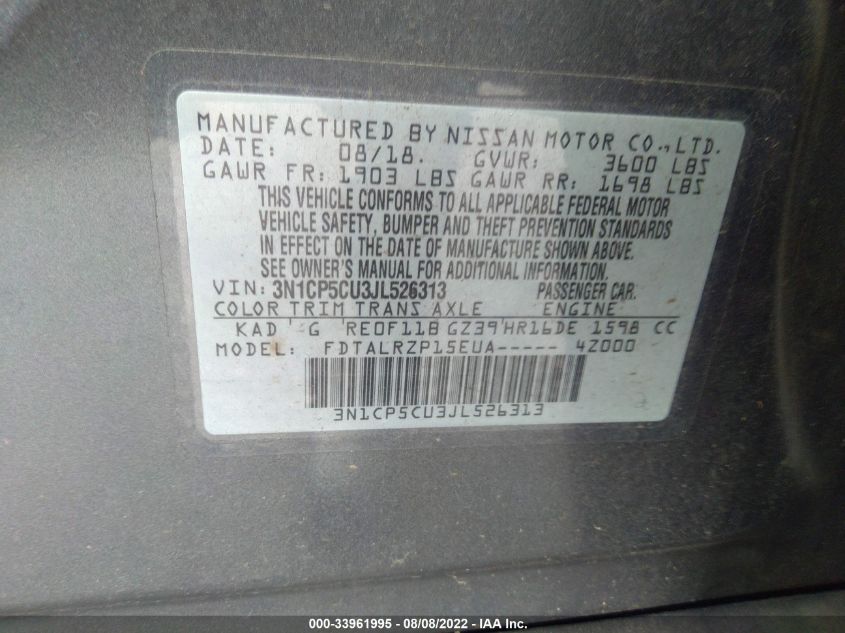 MANUFACTURED BY NISSAN MOTOR CO., LTD.
DATE: 08/18. GVWR: 3600 LBS
GAWR FR: 1903 LBS GAWR RR: 1698 LBS
THIS VEHICLE CONFORMS TO ALL APPLICABLE FEDERAL MOTOR
VEHICLE SAFETY, BUMPER AND THEFT PREVENTION STANDARDS
IN EFFECT ON THE DATE OF MANUFACTURE SHOWN ABOVE.
SEE OWNER'S MANUAL FOR ADDITIONAL INFORMATION.
VIN: 3N1CP5CU3JL526313 PASSENGER CAR.
COLOR TRIM TRANS AXLE ENGINE
KAD G RE0F11B GZ39 HR16DE 1598 CC
MODEL: FDTALRZP15EUA----- 4Z000
3N1CP5CU3JL526313
000-33961995 - 08/08/2022 - Copyright © IAA, Inc.